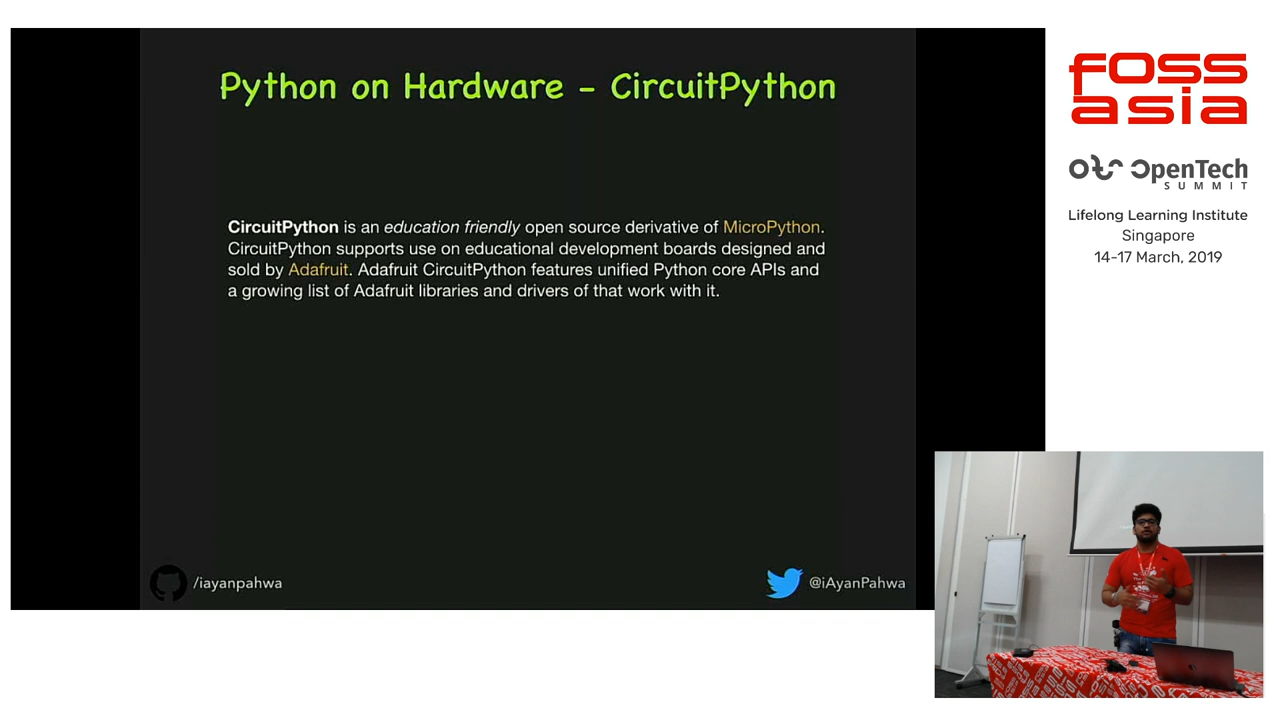 Python on Hardware - CircuitPython
CircuitPython is an education friendly open source derivative of MicroPython.
CircuitPython supports use on educational development boards designed and
sold by Adafruit. Adafruit CircuitPython features unified Python core APIs and
a growing list of Adafruit libraries and drivers of that work with it.
/iayanpahwa
@iAyanPahwa
fOSS
asia
OpenTech
SUMMIT
Lifelong Learning Institute
Singapore
14-17 March, 2019